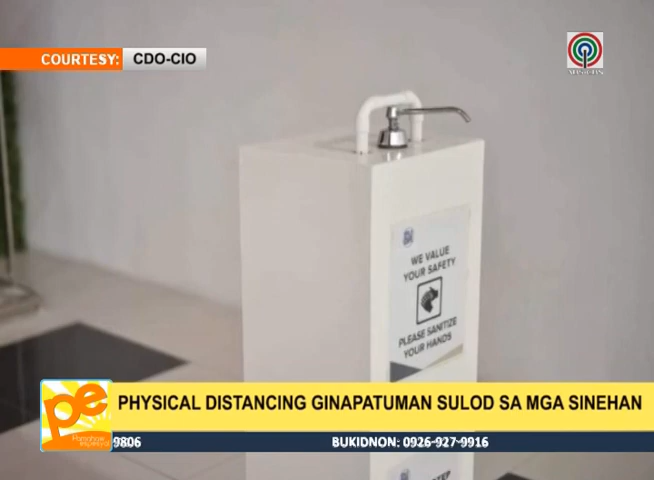 COURTESY: CDO-CIO
WE VALUE
YOUR SAFETY
PLEASE SANITIZE
YOUR HANDS
pe
PHYSICAL DISTANCING GINAPATUMAN SULOD SA MGA SINEHAN
9806 BUKIDNON: 0926-927-9916